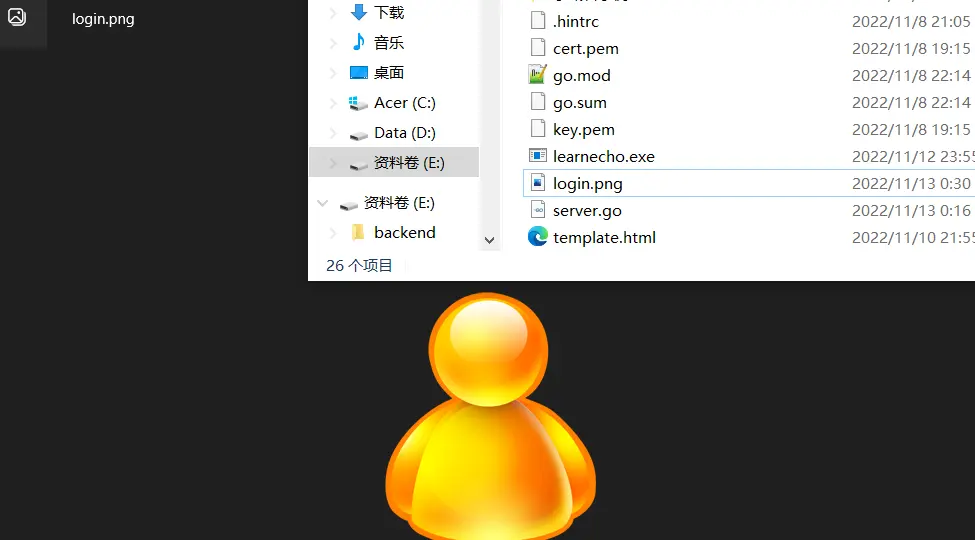 login.png
下载
音乐
桌面
Acer (C:)
Data (D:)
资料卷 (E:)
资料卷 (E:)
backend
26 个项目
.hintrc 2022/11/8 21:05
cert.pem 2022/11/8 19:15
go.mod 2022/11/8 22:14
go.sum 2022/11/8 22:14
key.pem 2022/11/8 19:15
learnecho.exe 2022/11/12 23:55
login.png 2022/11/13 0:30
server.go 2022/11/13 0:16
template.html 2022/11/10 21:55